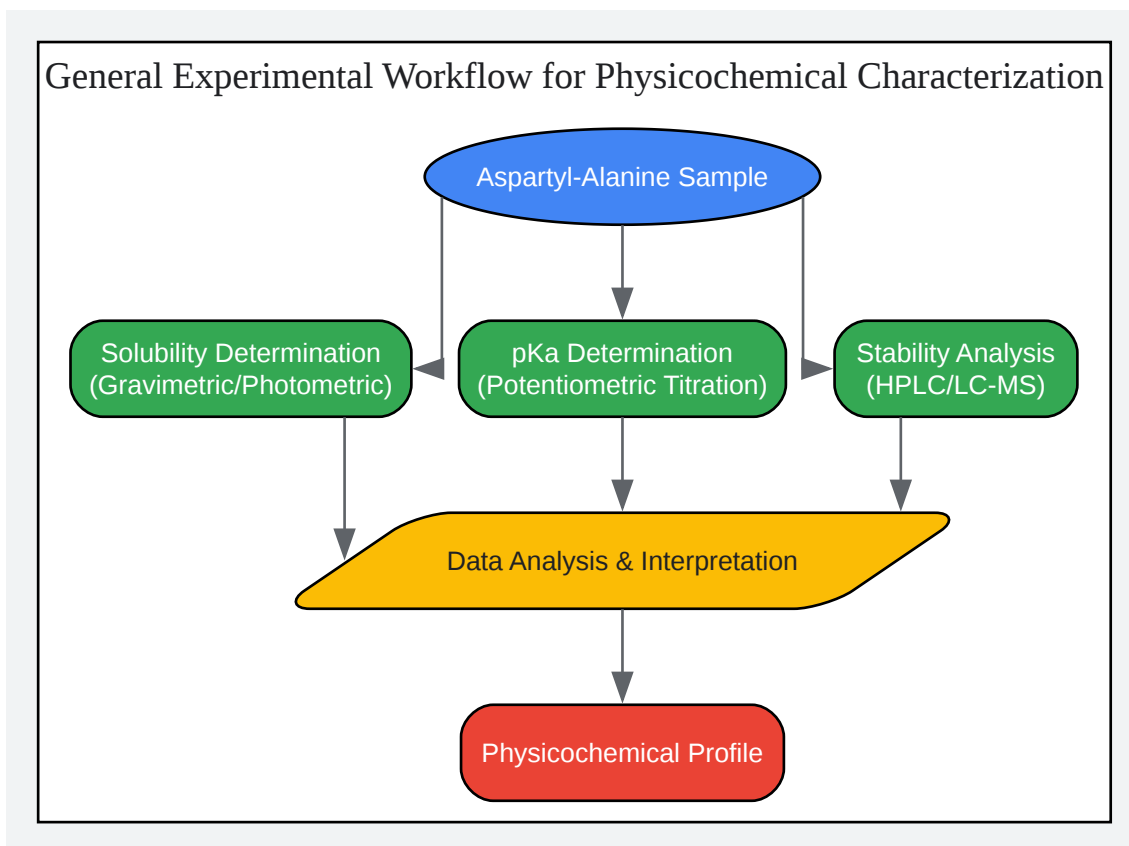 General Experimental Workflow for Physicochemical Characterization
Aspartyl-Alanine Sample
Solubility Determination
(Gravimetric/Photometric)
pKa Determination
(Potentiometric Titration)
Stability Analysis
(HPLC/LC-MS)
Data Analysis & Interpretation
Physicochemical Profile